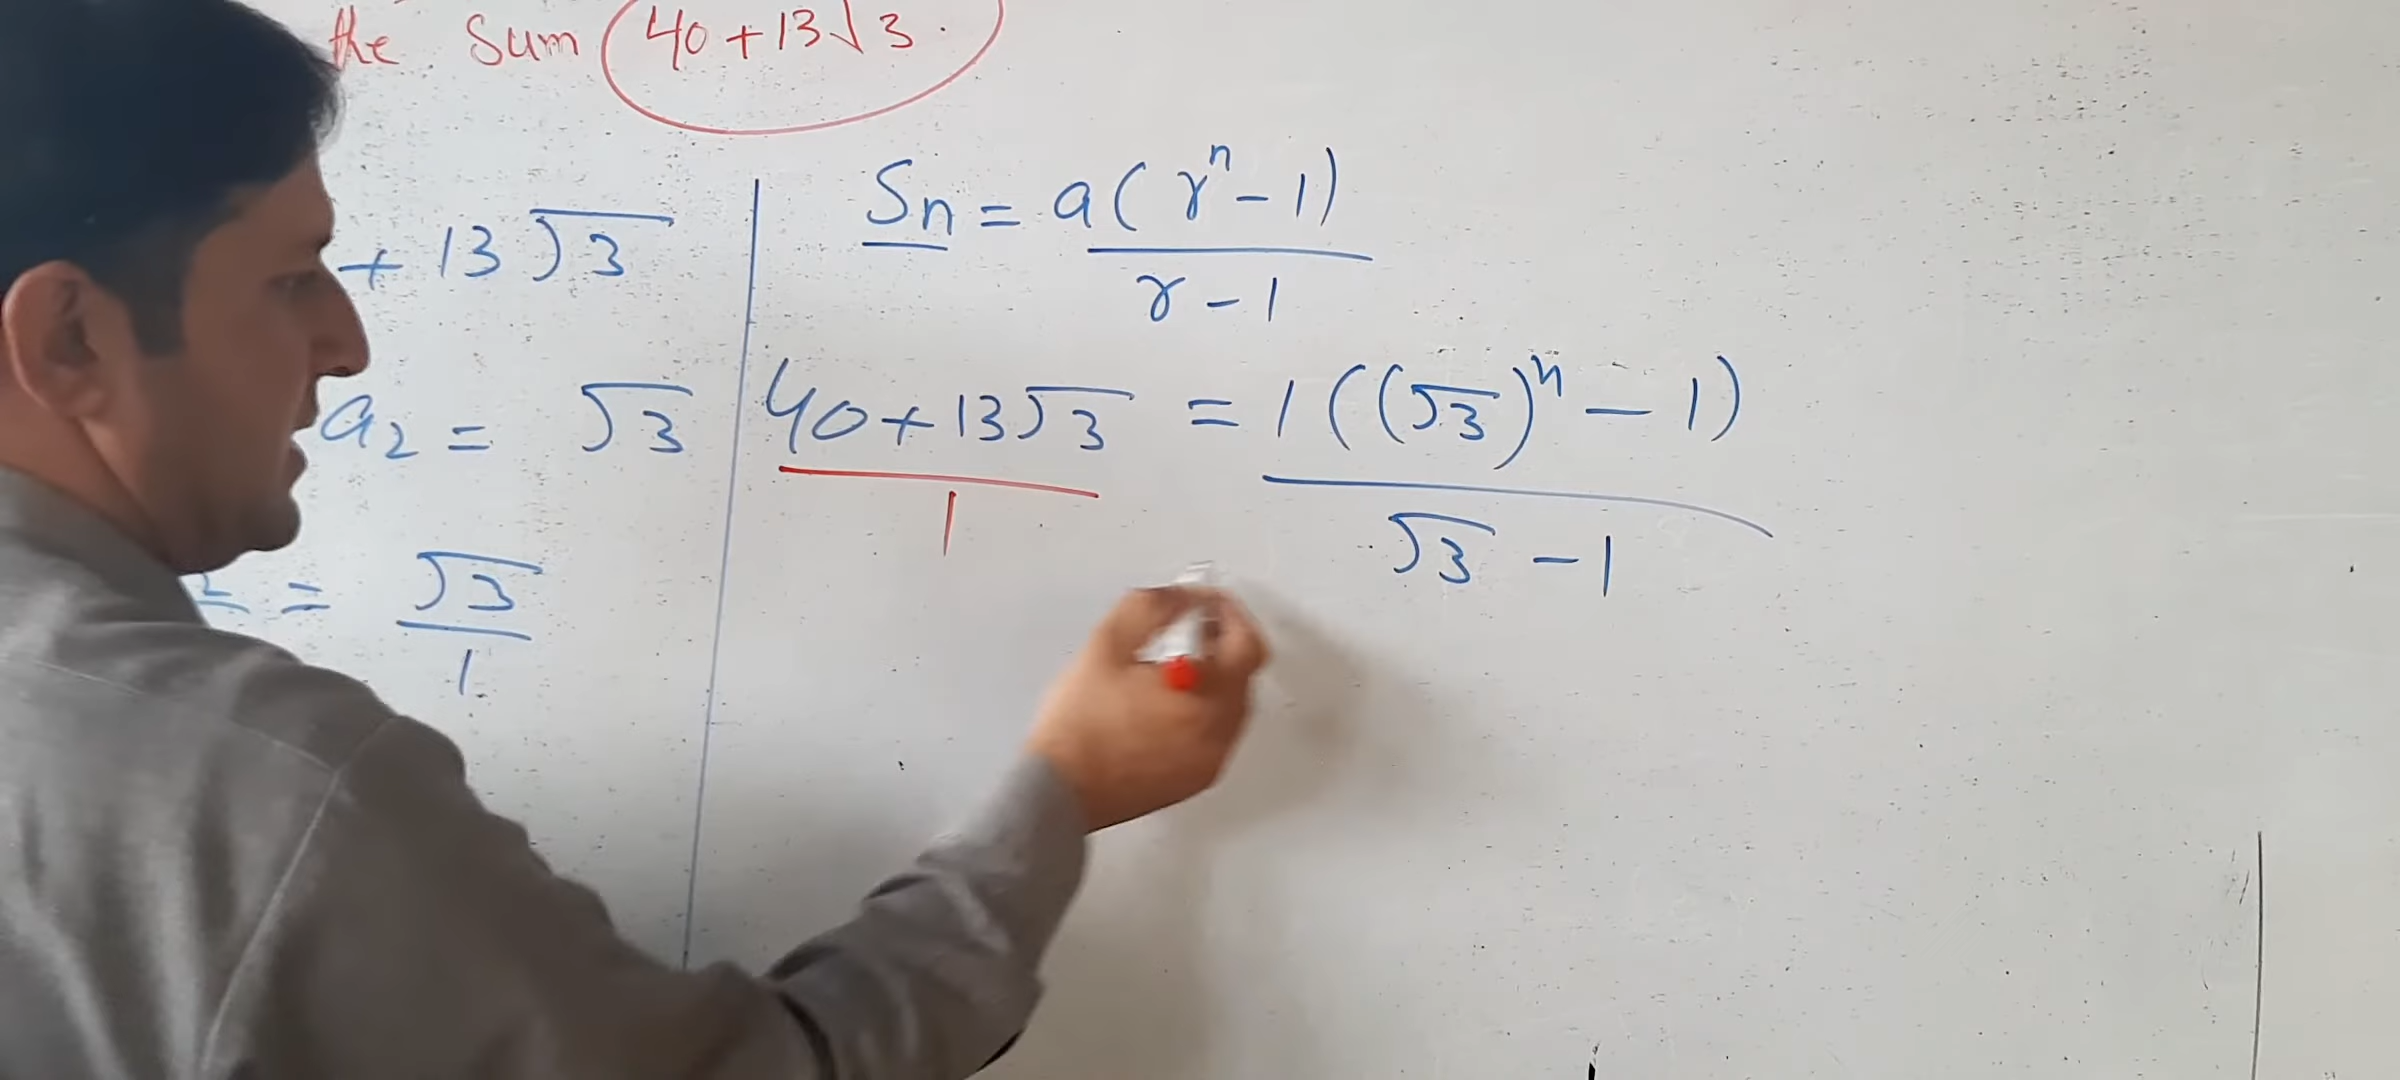 the Sum 40+13√3.
+ 13√3
a2 = √3
2 = √3/1
Sn = a(r^n - 1)
r - 1
40+13√3 = 1((√3)^n - 1)
1
√3 - 1